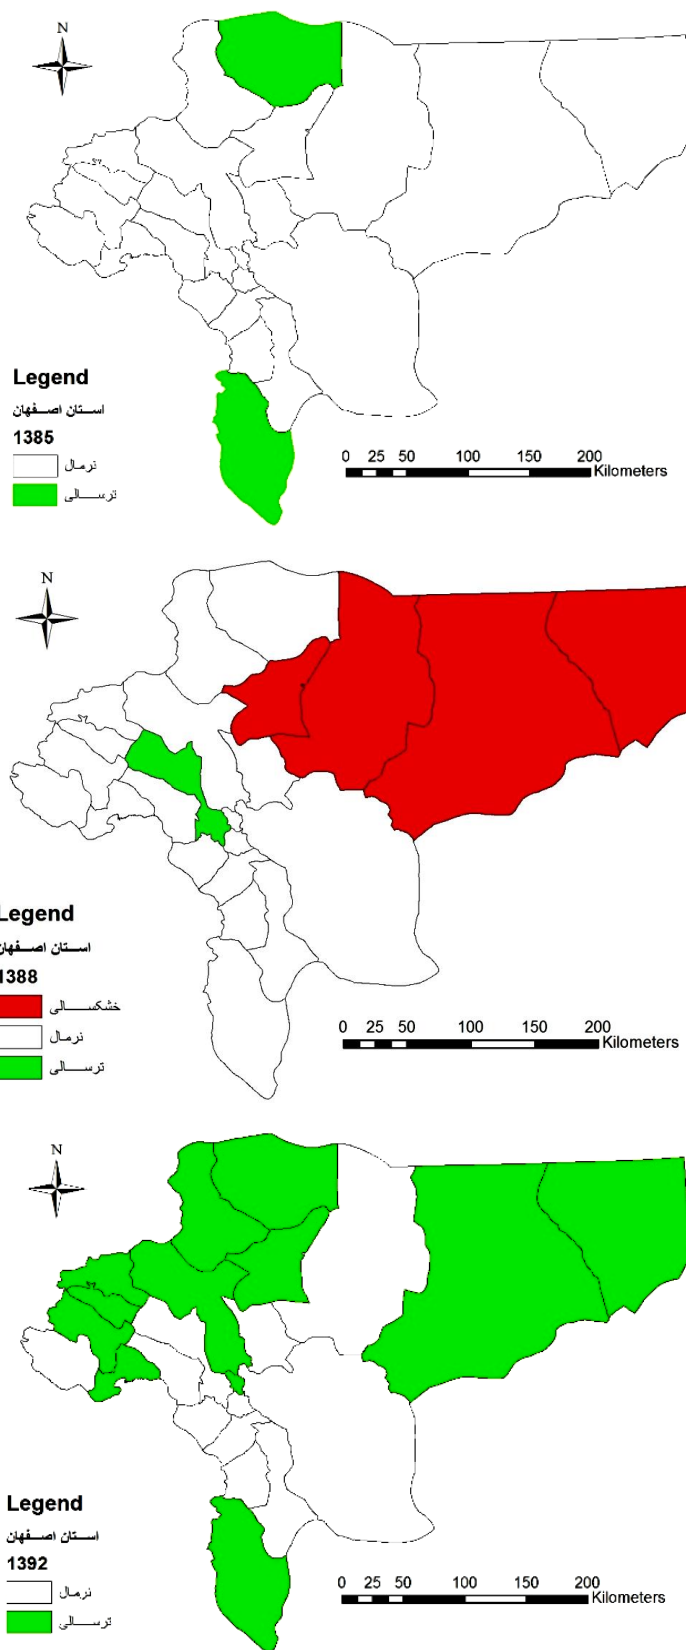 N
Legend
استان اصفهان
1385
نرمال
ترسالی
0 25 50 100 150 200
Kilometers
N
Legend
استان اصفهان
1388
خشکسالی
نرمال
ترسالی
0 25 50 100 150 200
Kilometers
N
Legend
استان اصفهان
1392
نرمال
ترسالی
0 25 50 100 150 200
Kilometers